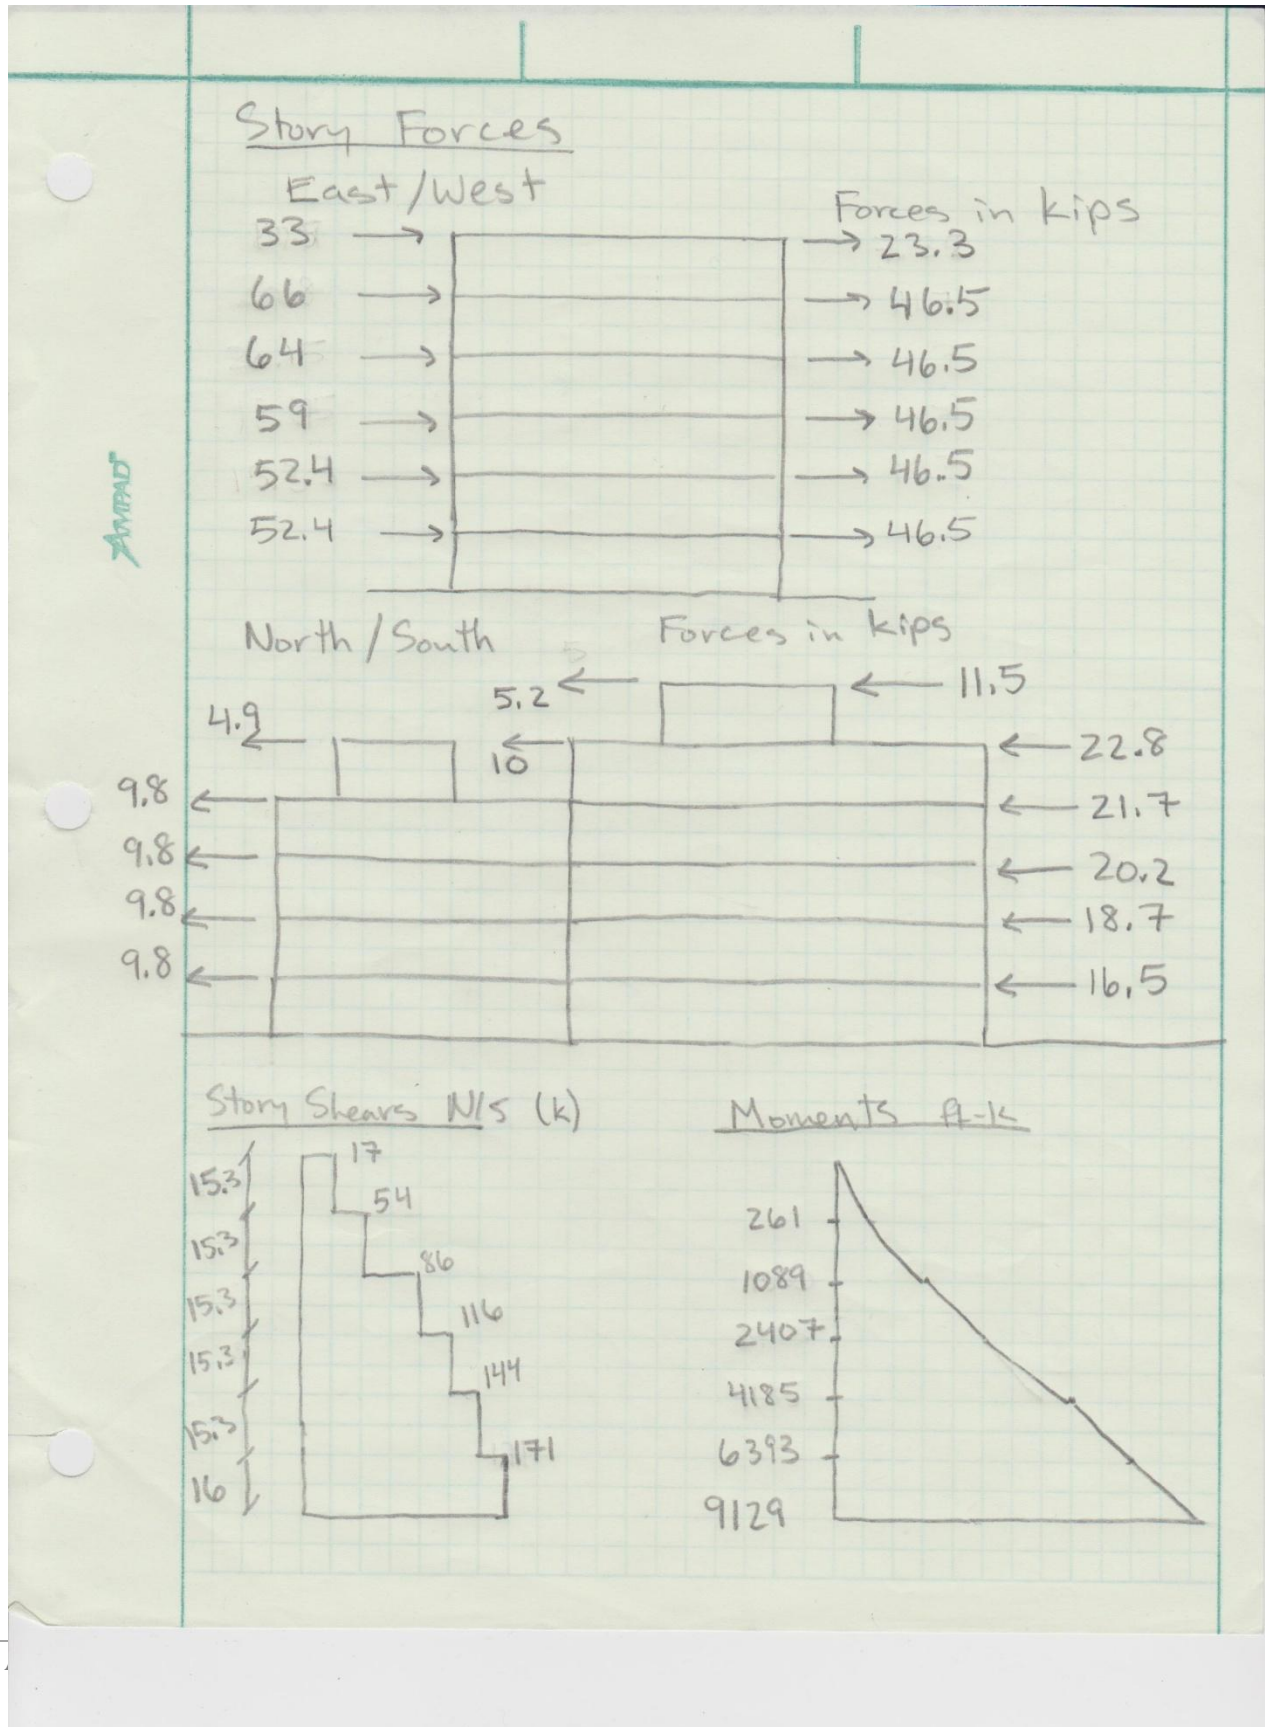 Story Forces
East/West
Forces in kips
33 23.3
66 46.5
64 46.5
59 46.5
52.4 46.5
52.4 46.5
North/South Forces in kips
5.2 11.5
4.9 10 22.8
9.8 21.7
9.8 20.2
9.8 18.7
9.8 16.5
AMPAD
Story Shears N/S (k) Moments ft-k
15.3 17
15.3 54 261
15.3 86 1089
15.3 116 2407
15.3 144 4185
16 171 6393
9129